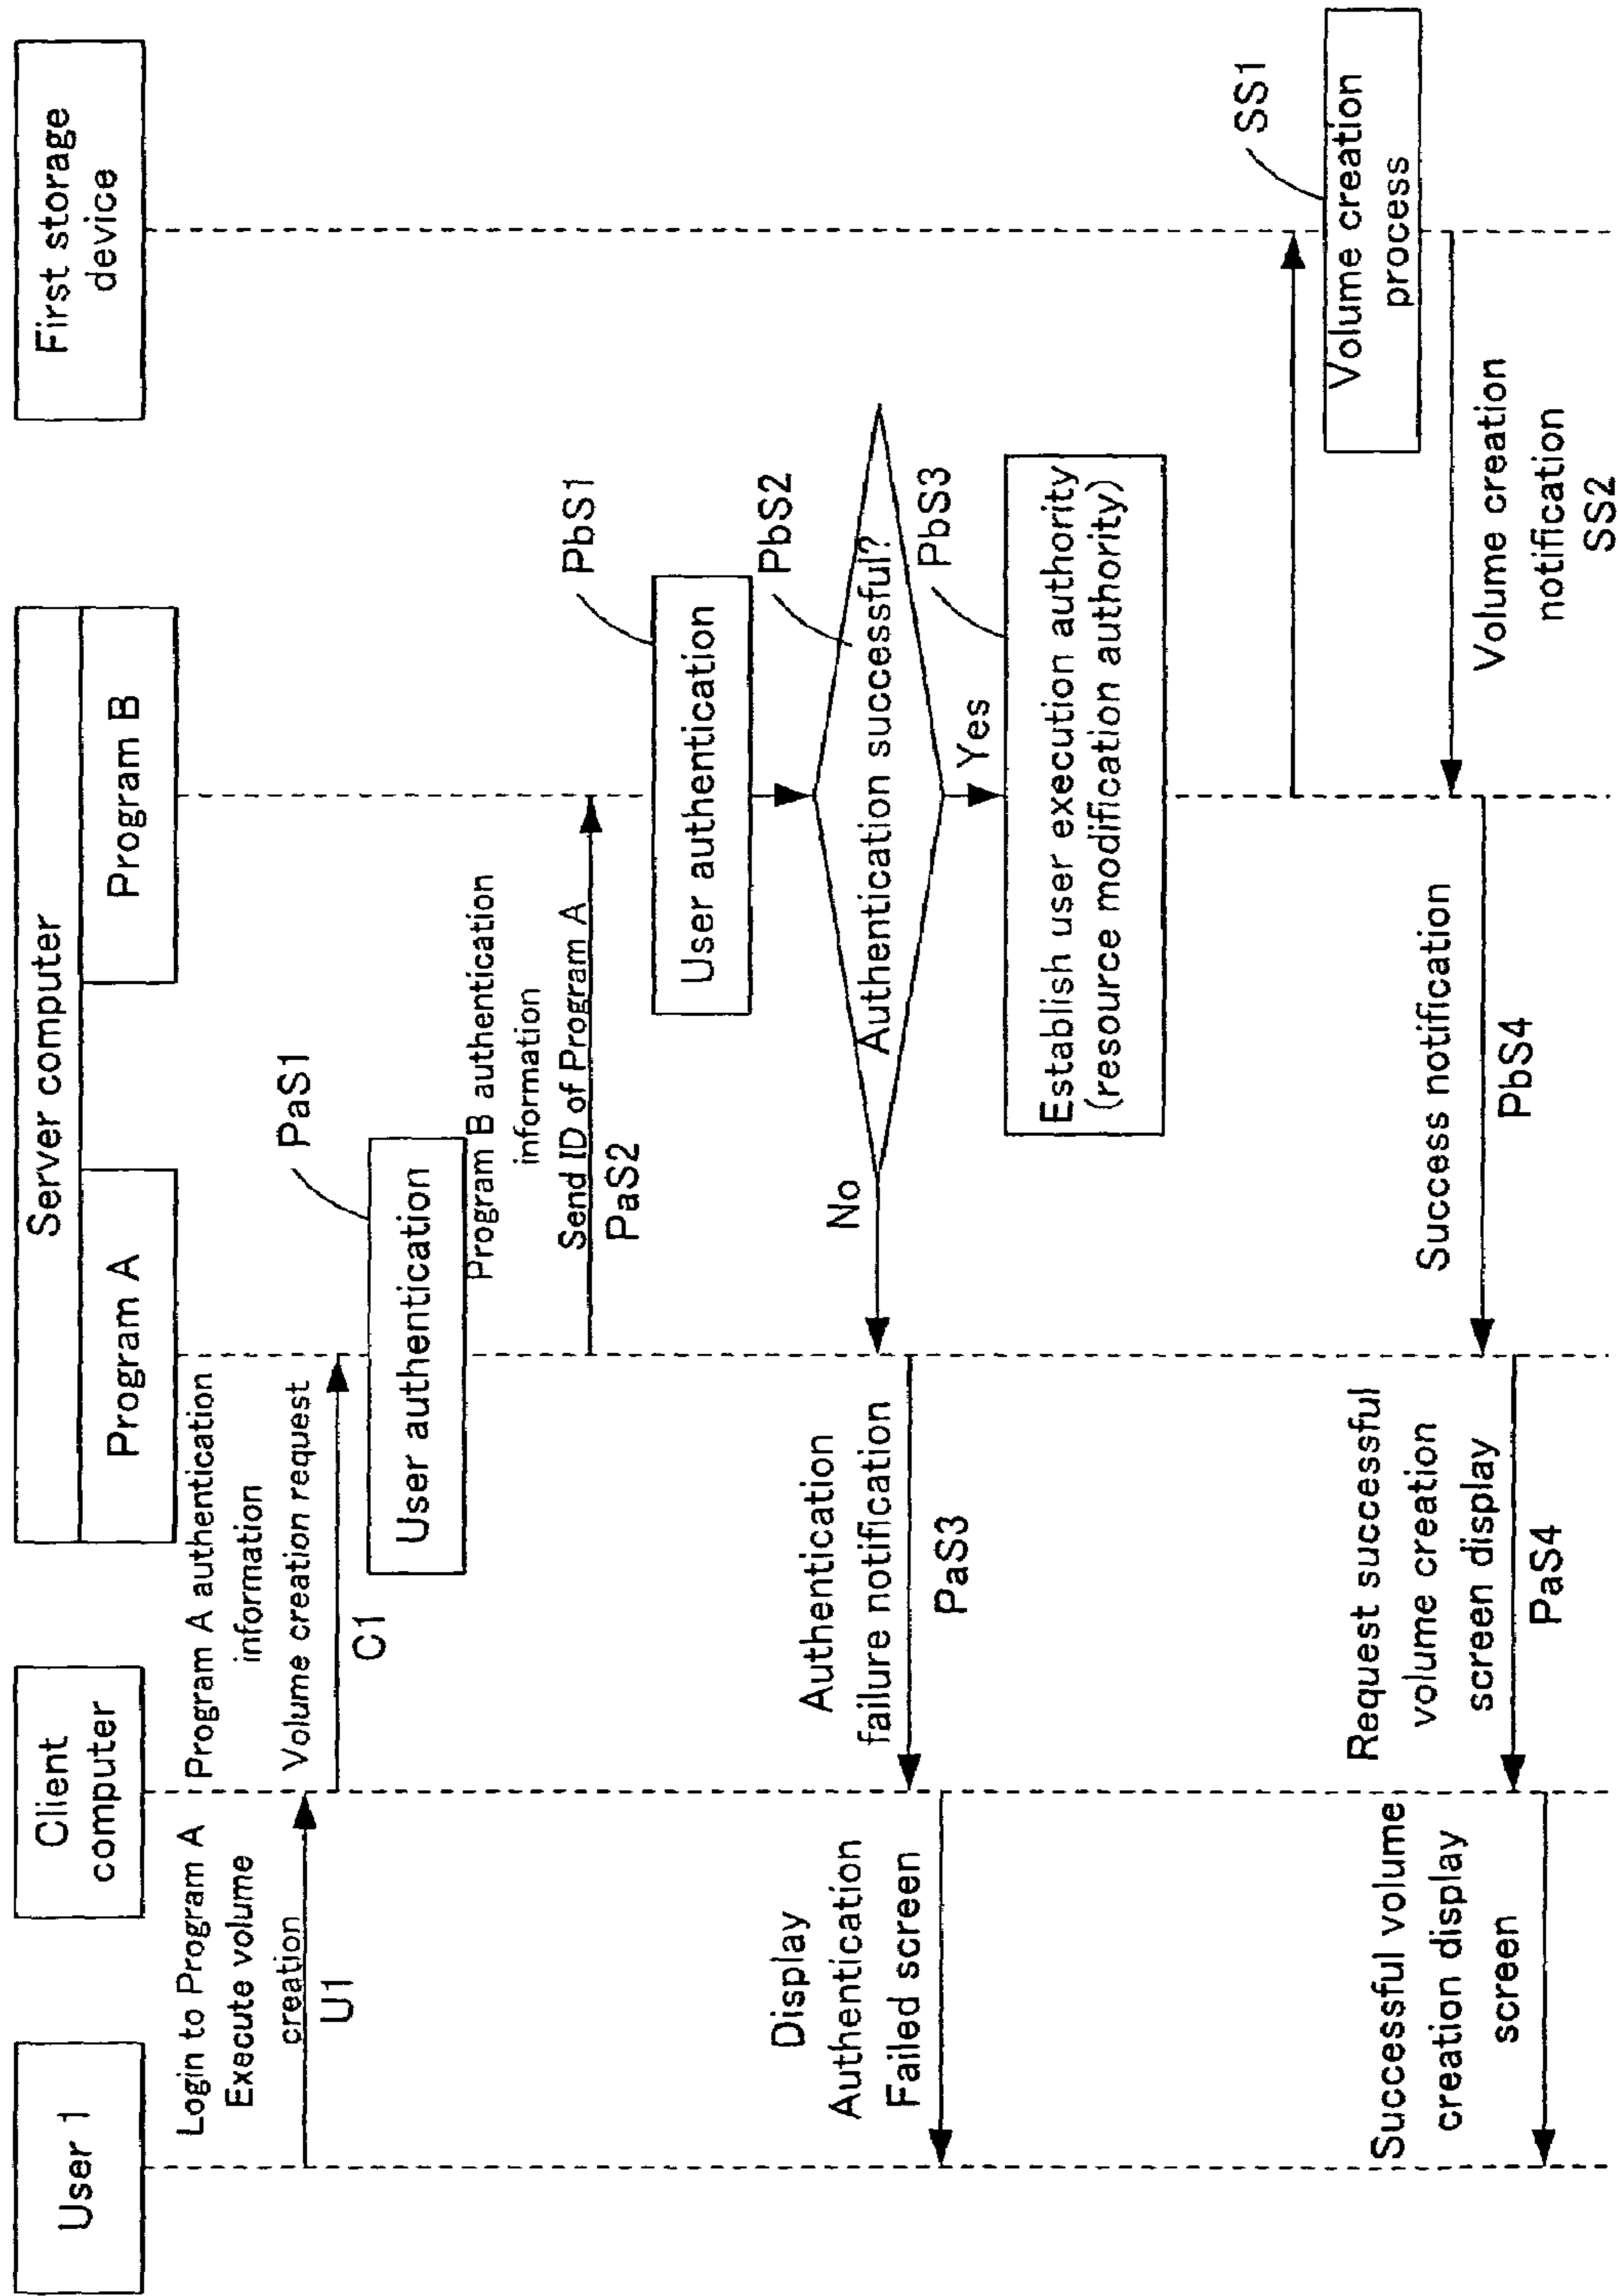 User 1
Client
computer
Server computer
Program A
Program B
First storage
device
Login to Program A
Execute volume
creation
U1
Program A authentication
information
Volume creation request
C1
PaS1
User authentication
Program B authentication
information
Send ID of Program A
PaS2
PbS1
User authentication
PbS2
Authentication successful?
No
Yes
PbS3
Establish user execution authority
(resource modification authority)
Authentication
failure notification
PaS3
Display
Authentication
Failed screen
SS1
Volume creation
process
Volume creation
notification
SS2
Success notification
PbS4
Request successful
volume creation
screen display
PaS4
Successful volume
creation display
screen